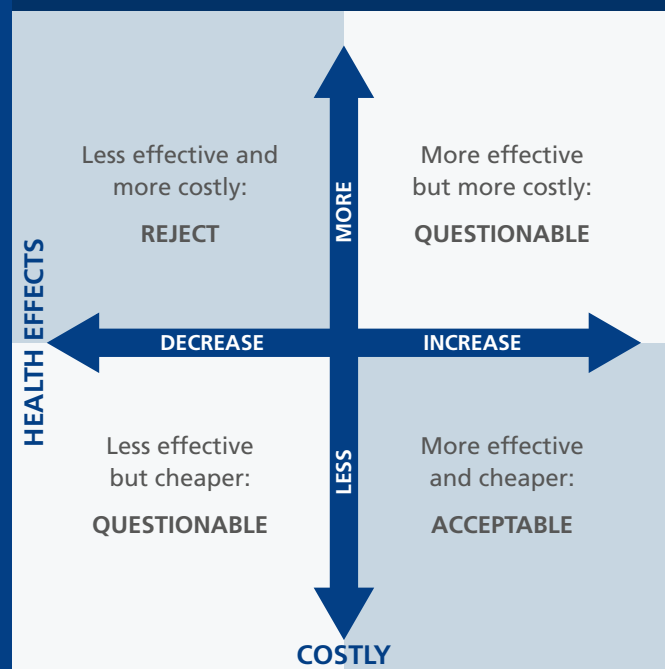 Less effective and
more costly:
REJECT
More effective
but more costly:
QUESTIONABLE
MORE
HEALTH EFFECTS
DECREASE
INCREASE
Less effective
but cheaper:
QUESTIONABLE
LESS
More effective
and cheaper:
ACCEPTABLE
COSTLY